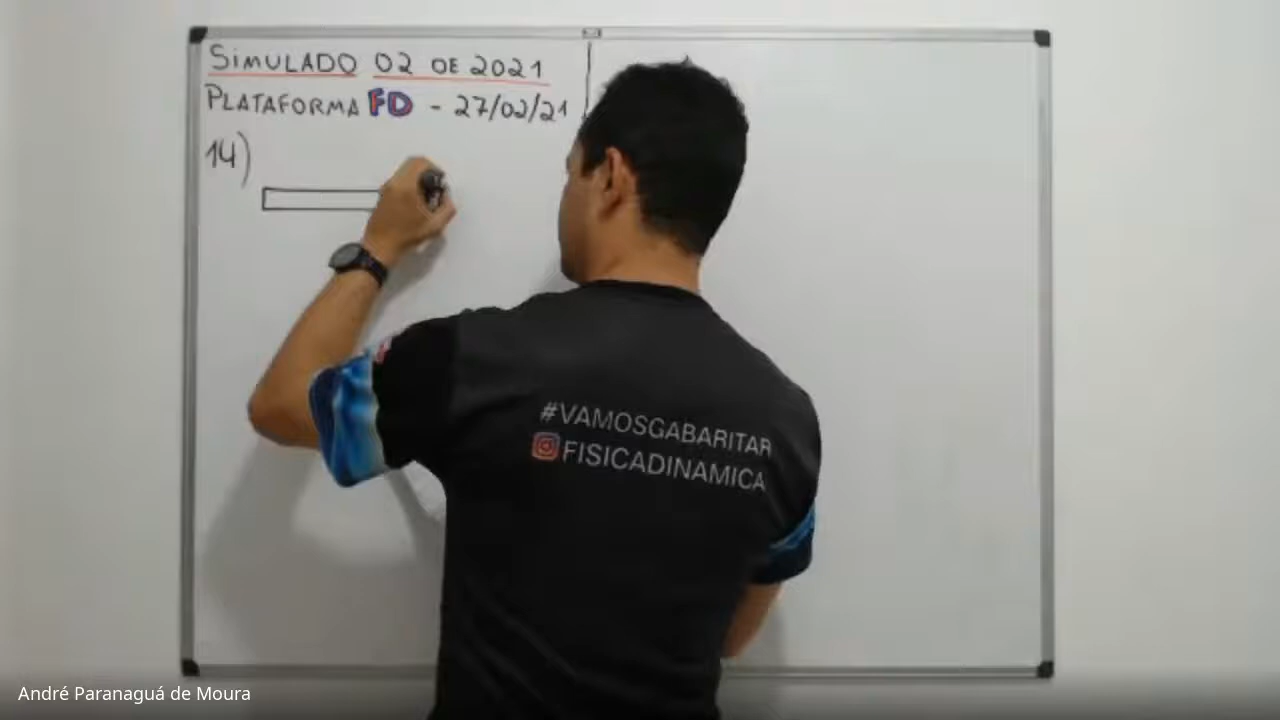 SIMULADO 02 DE 2021
PLATAFORMA FD - 27/02/21
14)
#VAMOSGABARITAR
FISICADINAMICA
André Paranaguá de Moura